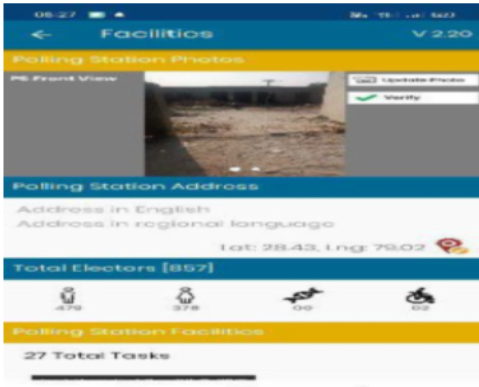 06:27
Facilities V 2.20
Polling Station Photos
PS Front View
Update Photo
Verify
Polling Station Address
Address in English
Address in regional language
Lat: 28.43, Lng: 79.02
Total Electors [857]
479 378 00 02
Polling Station Facilities
27 Total Tasks